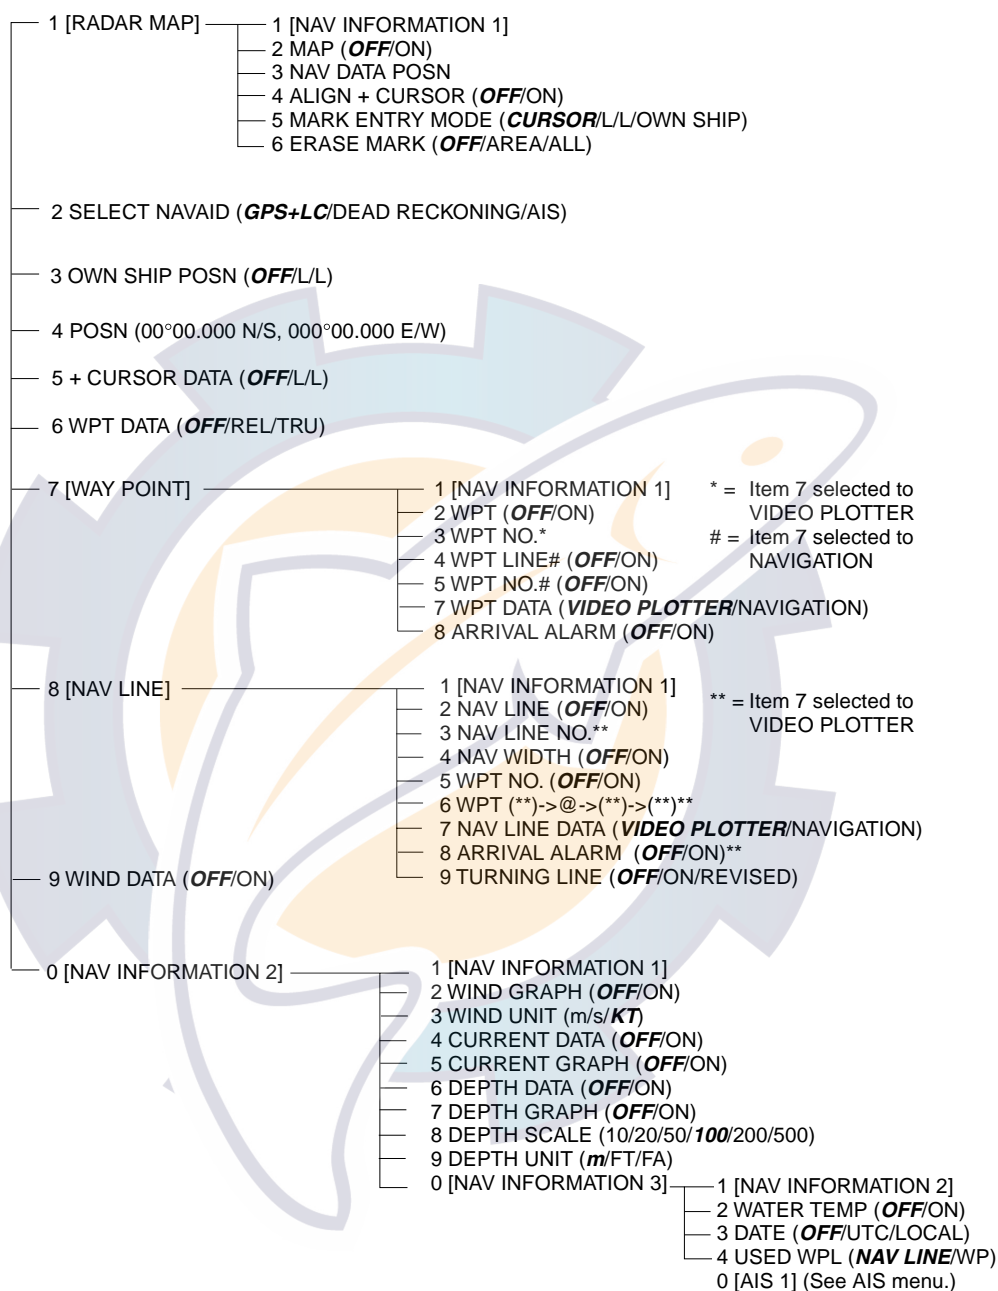 1 [RADAR MAP]
1 [NAV INFORMATION 1]
2 MAP (OFF/ON)
3 NAV DATA POSN
4 ALIGN + CURSOR (OFF/ON)
5 MARK ENTRY MODE (CURSOR/L/L/OWN SHIP)
6 ERASE MARK (OFF/AREA/ALL)
2 SELECT NAVAID (GPS+LC/DEAD RECKONING/AIS)
3 OWN SHIP POSN (OFF/L/L)
4 POSN (00°00.000 N/S, 000°00.000 E/W)
5 + CURSOR DATA (OFF/L/L)
6 WPT DATA (OFF/REL/TRU)
7 [WAY POINT]
1 [NAV INFORMATION 1]
2 WPT (OFF/ON)
3 WPT NO.*
4 WPT LINE# (OFF/ON)
5 WPT NO.# (OFF/ON)
7 WPT DATA (VIDEO PLOTTER/NAVIGATION)
8 ARRIVAL ALARM (OFF/ON)
* = Item 7 selected to
VIDEO PLOTTER
# = Item 7 selected to
NAVIGATION
8 [NAV LINE]
1 [NAV INFORMATION 1]
2 NAV LINE (OFF/ON)
3 NAV LINE NO.**
4 NAV WIDTH (OFF/ON)
5 WPT NO. (OFF/ON)
6 WPT (**)->@->(**)->(**)**
7 NAV LINE DATA (VIDEO PLOTTER/NAVIGATION)
8 ARRIVAL ALARM (OFF/ON)**
9 TURNING LINE (OFF/ON/REVISED)
** = Item 7 selected to
VIDEO PLOTTER
9 WIND DATA (OFF/ON)
0 [NAV INFORMATION 2]
1 [NAV INFORMATION 1]
2 WIND GRAPH (OFF/ON)
3 WIND UNIT (m/s/KT)
4 CURRENT DATA (OFF/ON)
5 CURRENT GRAPH (OFF/ON)
6 DEPTH DATA (OFF/ON)
7 DEPTH GRAPH (OFF/ON)
8 DEPTH SCALE (10/20/50/100/200/500)
9 DEPTH UNIT (m/FT/FA)
0 [NAV INFORMATION 3]
1 [NAV INFORMATION 2]
2 WATER TEMP (OFF/ON)
3 DATE (OFF/UTC/LOCAL)
4 USED WPL (NAV LINE/WP)
0 [AIS 1] (See AIS menu.)